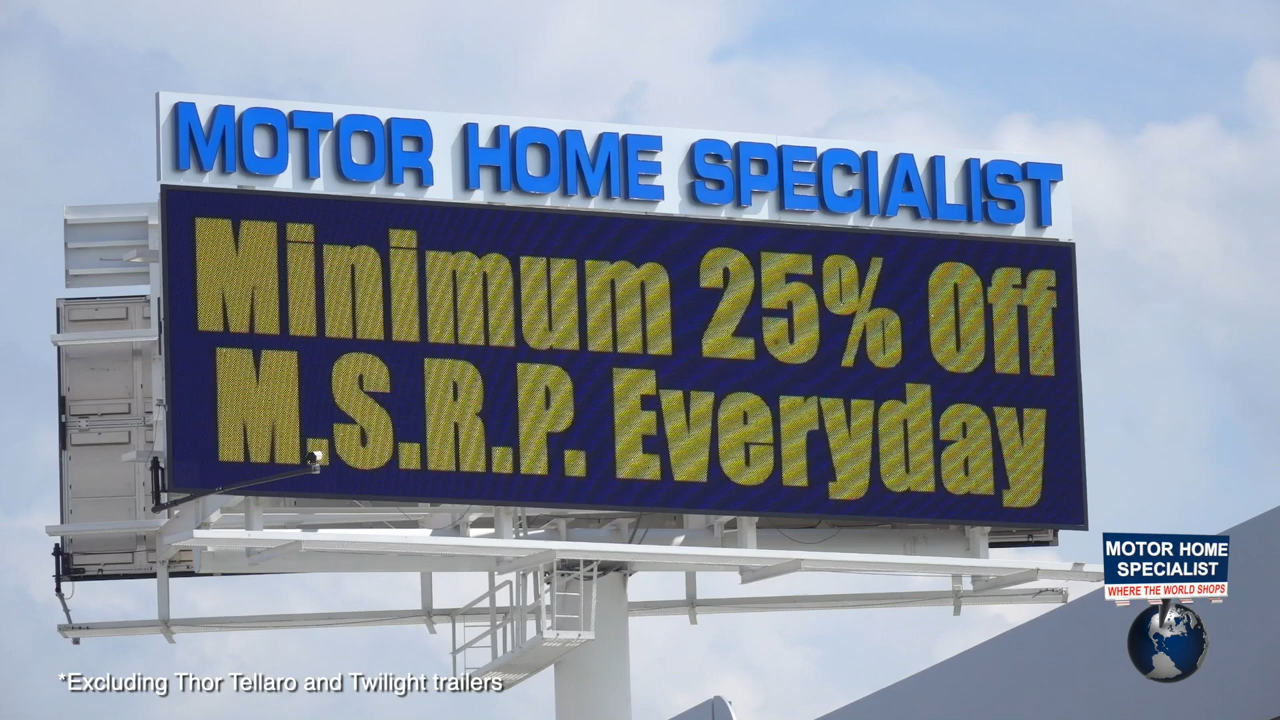 MOTOR HOME SPECIALIST
Minimum 25% Off
M.S.R.P. Everyday
MOTOR HOME
SPECIALIST
WHERE THE WORLD SHOPS
*Excluding Thor Tellaro and Twilight trailers